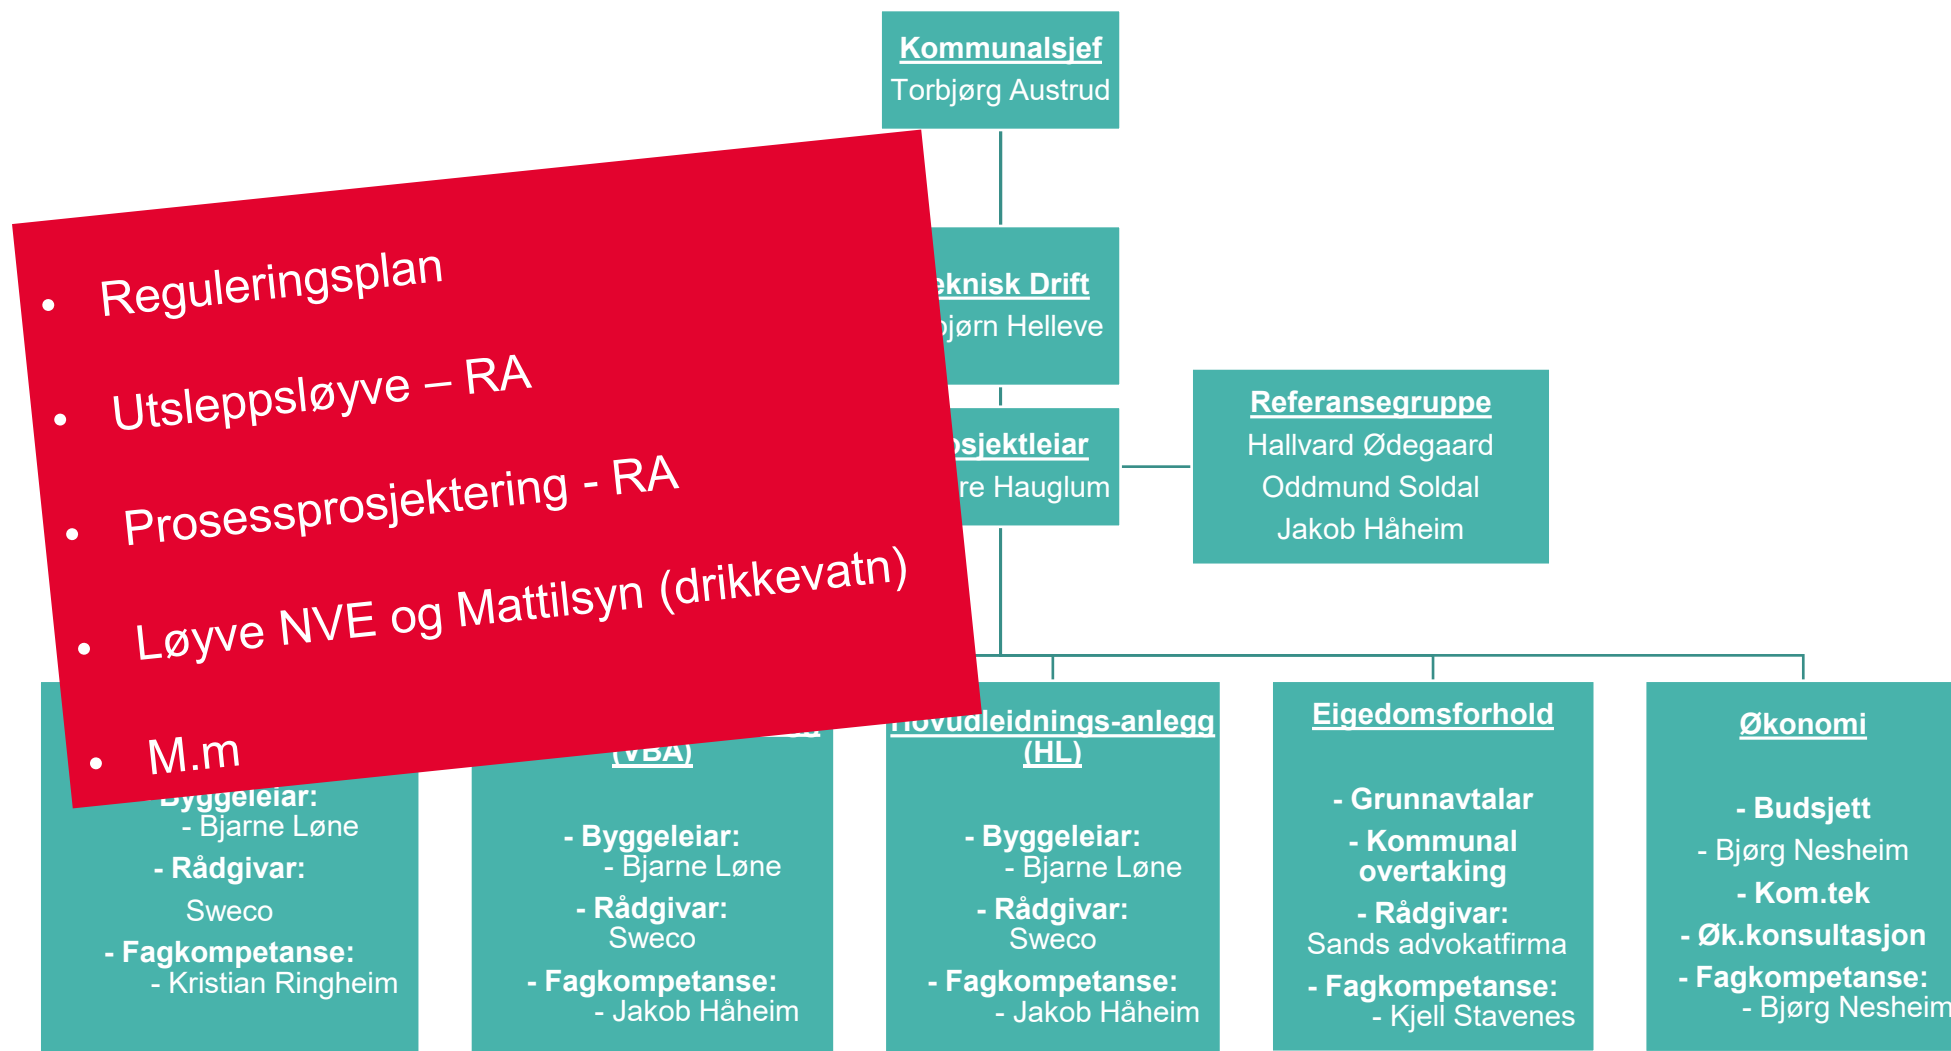 Kommunalsjef
Torbjørg Austrud
eknisk Drift
bjørn Helleve
osjektleiar
re Hauglum
Referansegruppe
Hallvard Ødegaard
Oddmund Soldal
Jakob Håheim
• Reguleringsplan
• Utsleppsløyve – RA
• Prosessprosjektering - RA
• Løyve NVE og Mattilsyn (drikkevatn)
• M.m
Byggeleiar:
- Bjarne Løne
- Rådgivar:
Sweco
- Fagkompetanse:
- Kristian Ringheim
(VBA)
- Byggeleiar:
- Bjarne Løne
- Rådgivar:
Sweco
- Fagkompetanse:
- Jakob Håheim
Hovudleidnings-anlegg
(HL)
- Byggeleiar:
- Bjarne Løne
- Rådgivar:
Sweco
- Fagkompetanse:
- Jakob Håheim
Eigedomsforhold
- Grunnavtalar
- Kommunal
overtaking
- Rådgivar:
Sands advokatfirma
- Fagkompetanse:
- Kjell Stavenes
Økonomi
- Budsjett
- Bjørg Nesheim
- Kom.tek
- Øk.konsultasjon
- Fagkompetanse:
- Bjørg Nesheim